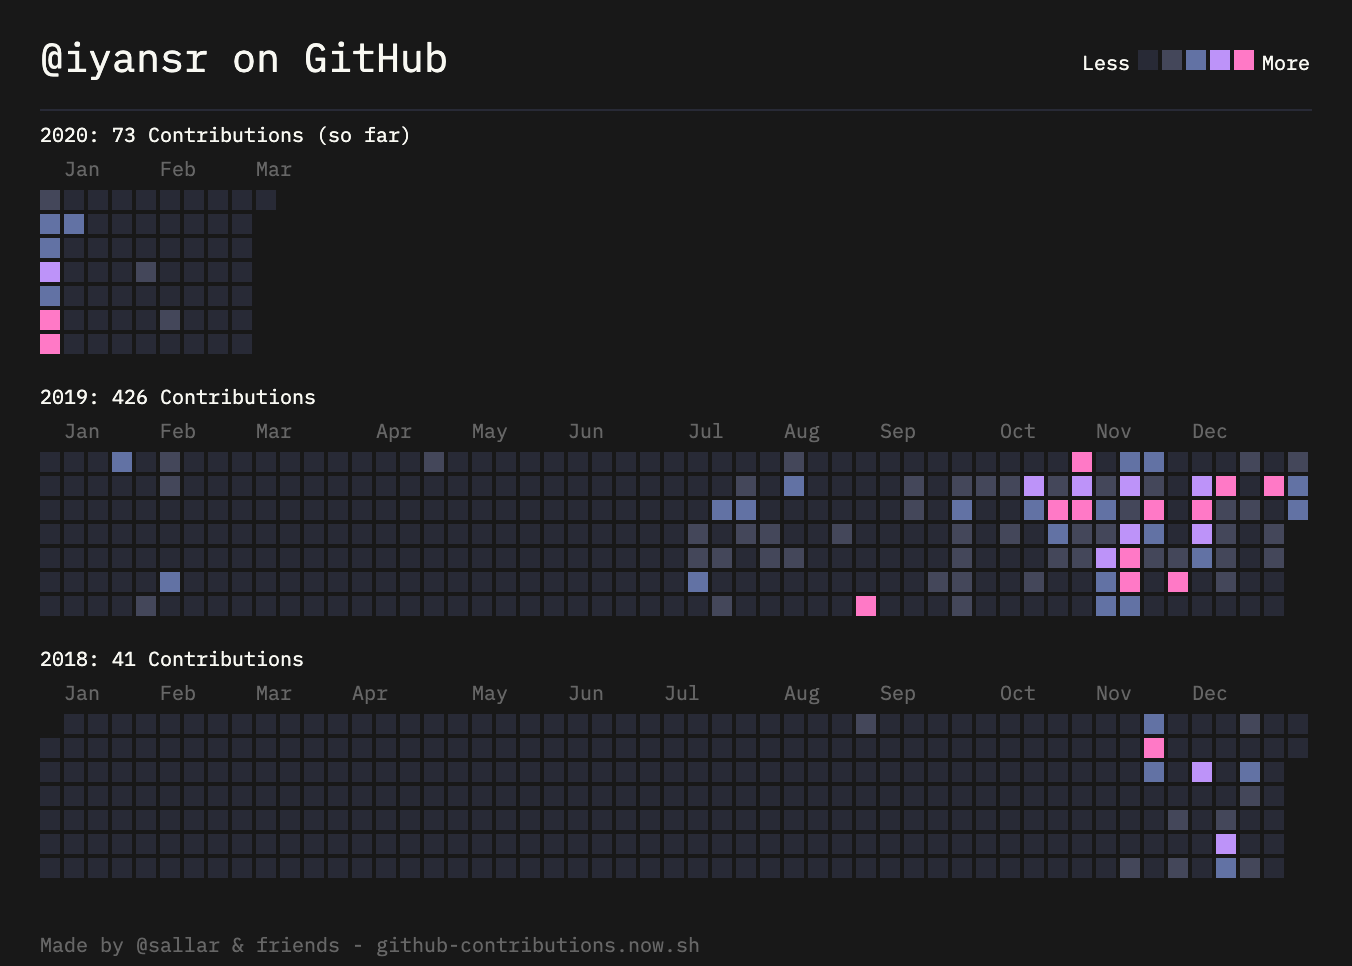 @iyansr on GitHub
Less More
2020: 73 Contributions (so far)
Jan Feb Mar
2019: 426 Contributions
Jan Feb Mar Apr May Jun Jul Aug Sep Oct Nov Dec
2018: 41 Contributions
Jan Feb Mar Apr May Jun Jul Aug Sep Oct Nov Dec
Made by @sallar & friends - github-contributions.now.sh